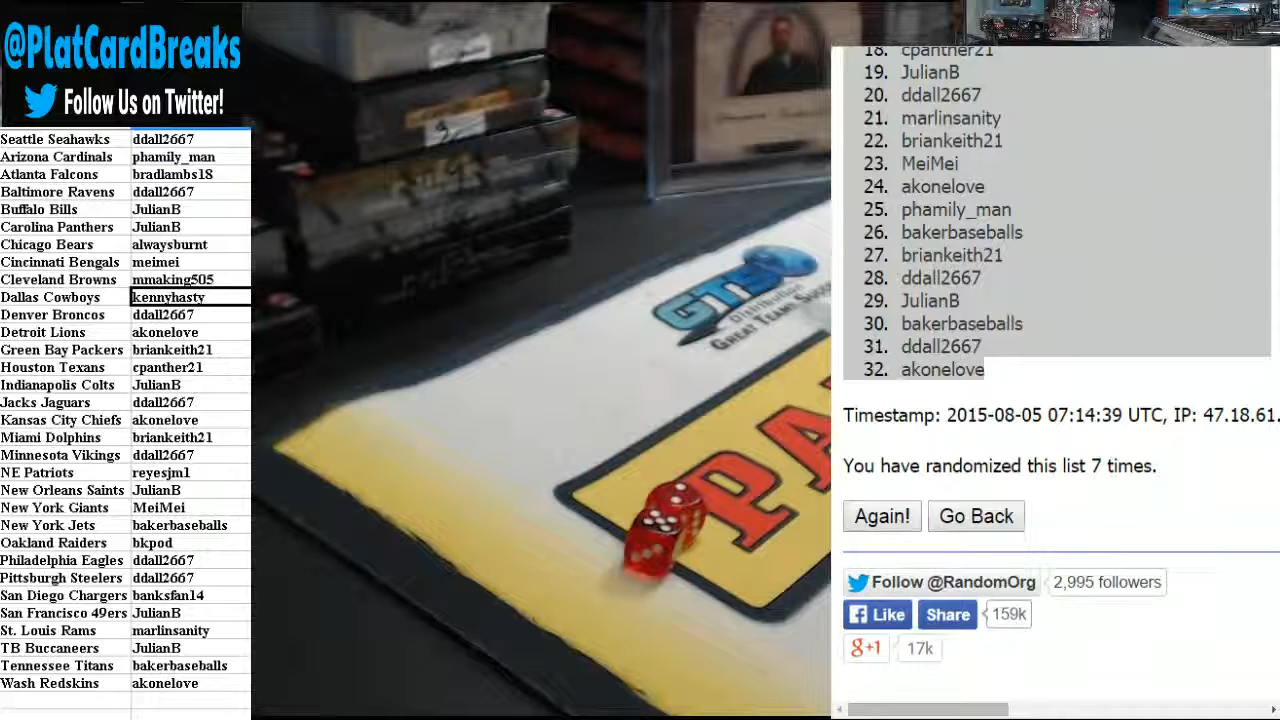 @PlatCardBreaks
Follow Us on Twitter!
Seattle Seahawks ddall2667
Arizona Cardinals phamily_man
Atlanta Falcons bradlambs18
Baltimore Ravens ddall2667
Buffalo Bills JulianB
Carolina Panthers JulianB
Chicago Bears alwaysburnt
Cincinnati Bengals meimei
Cleveland Browns mmaking505
Dallas Cowboys kennyhasty
Denver Broncos ddall2667
Detroit Lions akonelove
Green Bay Packers briankeith21
Houston Texans cpanther21
Indianapolis Colts JulianB
Jacks Jaguars ddall2667
Kansas City Chiefs akonelove
Miami Dolphins briankeith21
Minnesota Vikings ddall2667
NE Patriots reyesjm1
New Orleans Saints JulianB
New York Giants MeiMei
New York Jets bakerbaseballs
Oakland Raiders bkpod
Philadelphia Eagles ddall2667
Pittsburgh Steelers ddall2667
San Diego Chargers banksfan14
San Francisco 49ers JulianB
St. Louis Rams marlinsanity
TB Buccaneers JulianB
Tennessee Titans bakerbaseballs
Wash Redskins akonelove
GTS
GREAT TEAM
PA
18. cpanther21
19. JulianB
20. ddall2667
21. marlinsanity
22. briankeith21
23. MeiMei
24. akonelove
25. phamily_man
26. bakerbaseballs
27. briankeith21
28. ddall2667
29. JulianB
30. bakerbaseballs
31. ddall2667
32. akonelove
Timestamp: 2015-08-05 07:14:39 UTC, IP: 47.18.61.
You have randomized this list 7 times.
Again! Go Back
Follow @RandomOrg 2,995 followers
Like Share 159k
g+1 17k